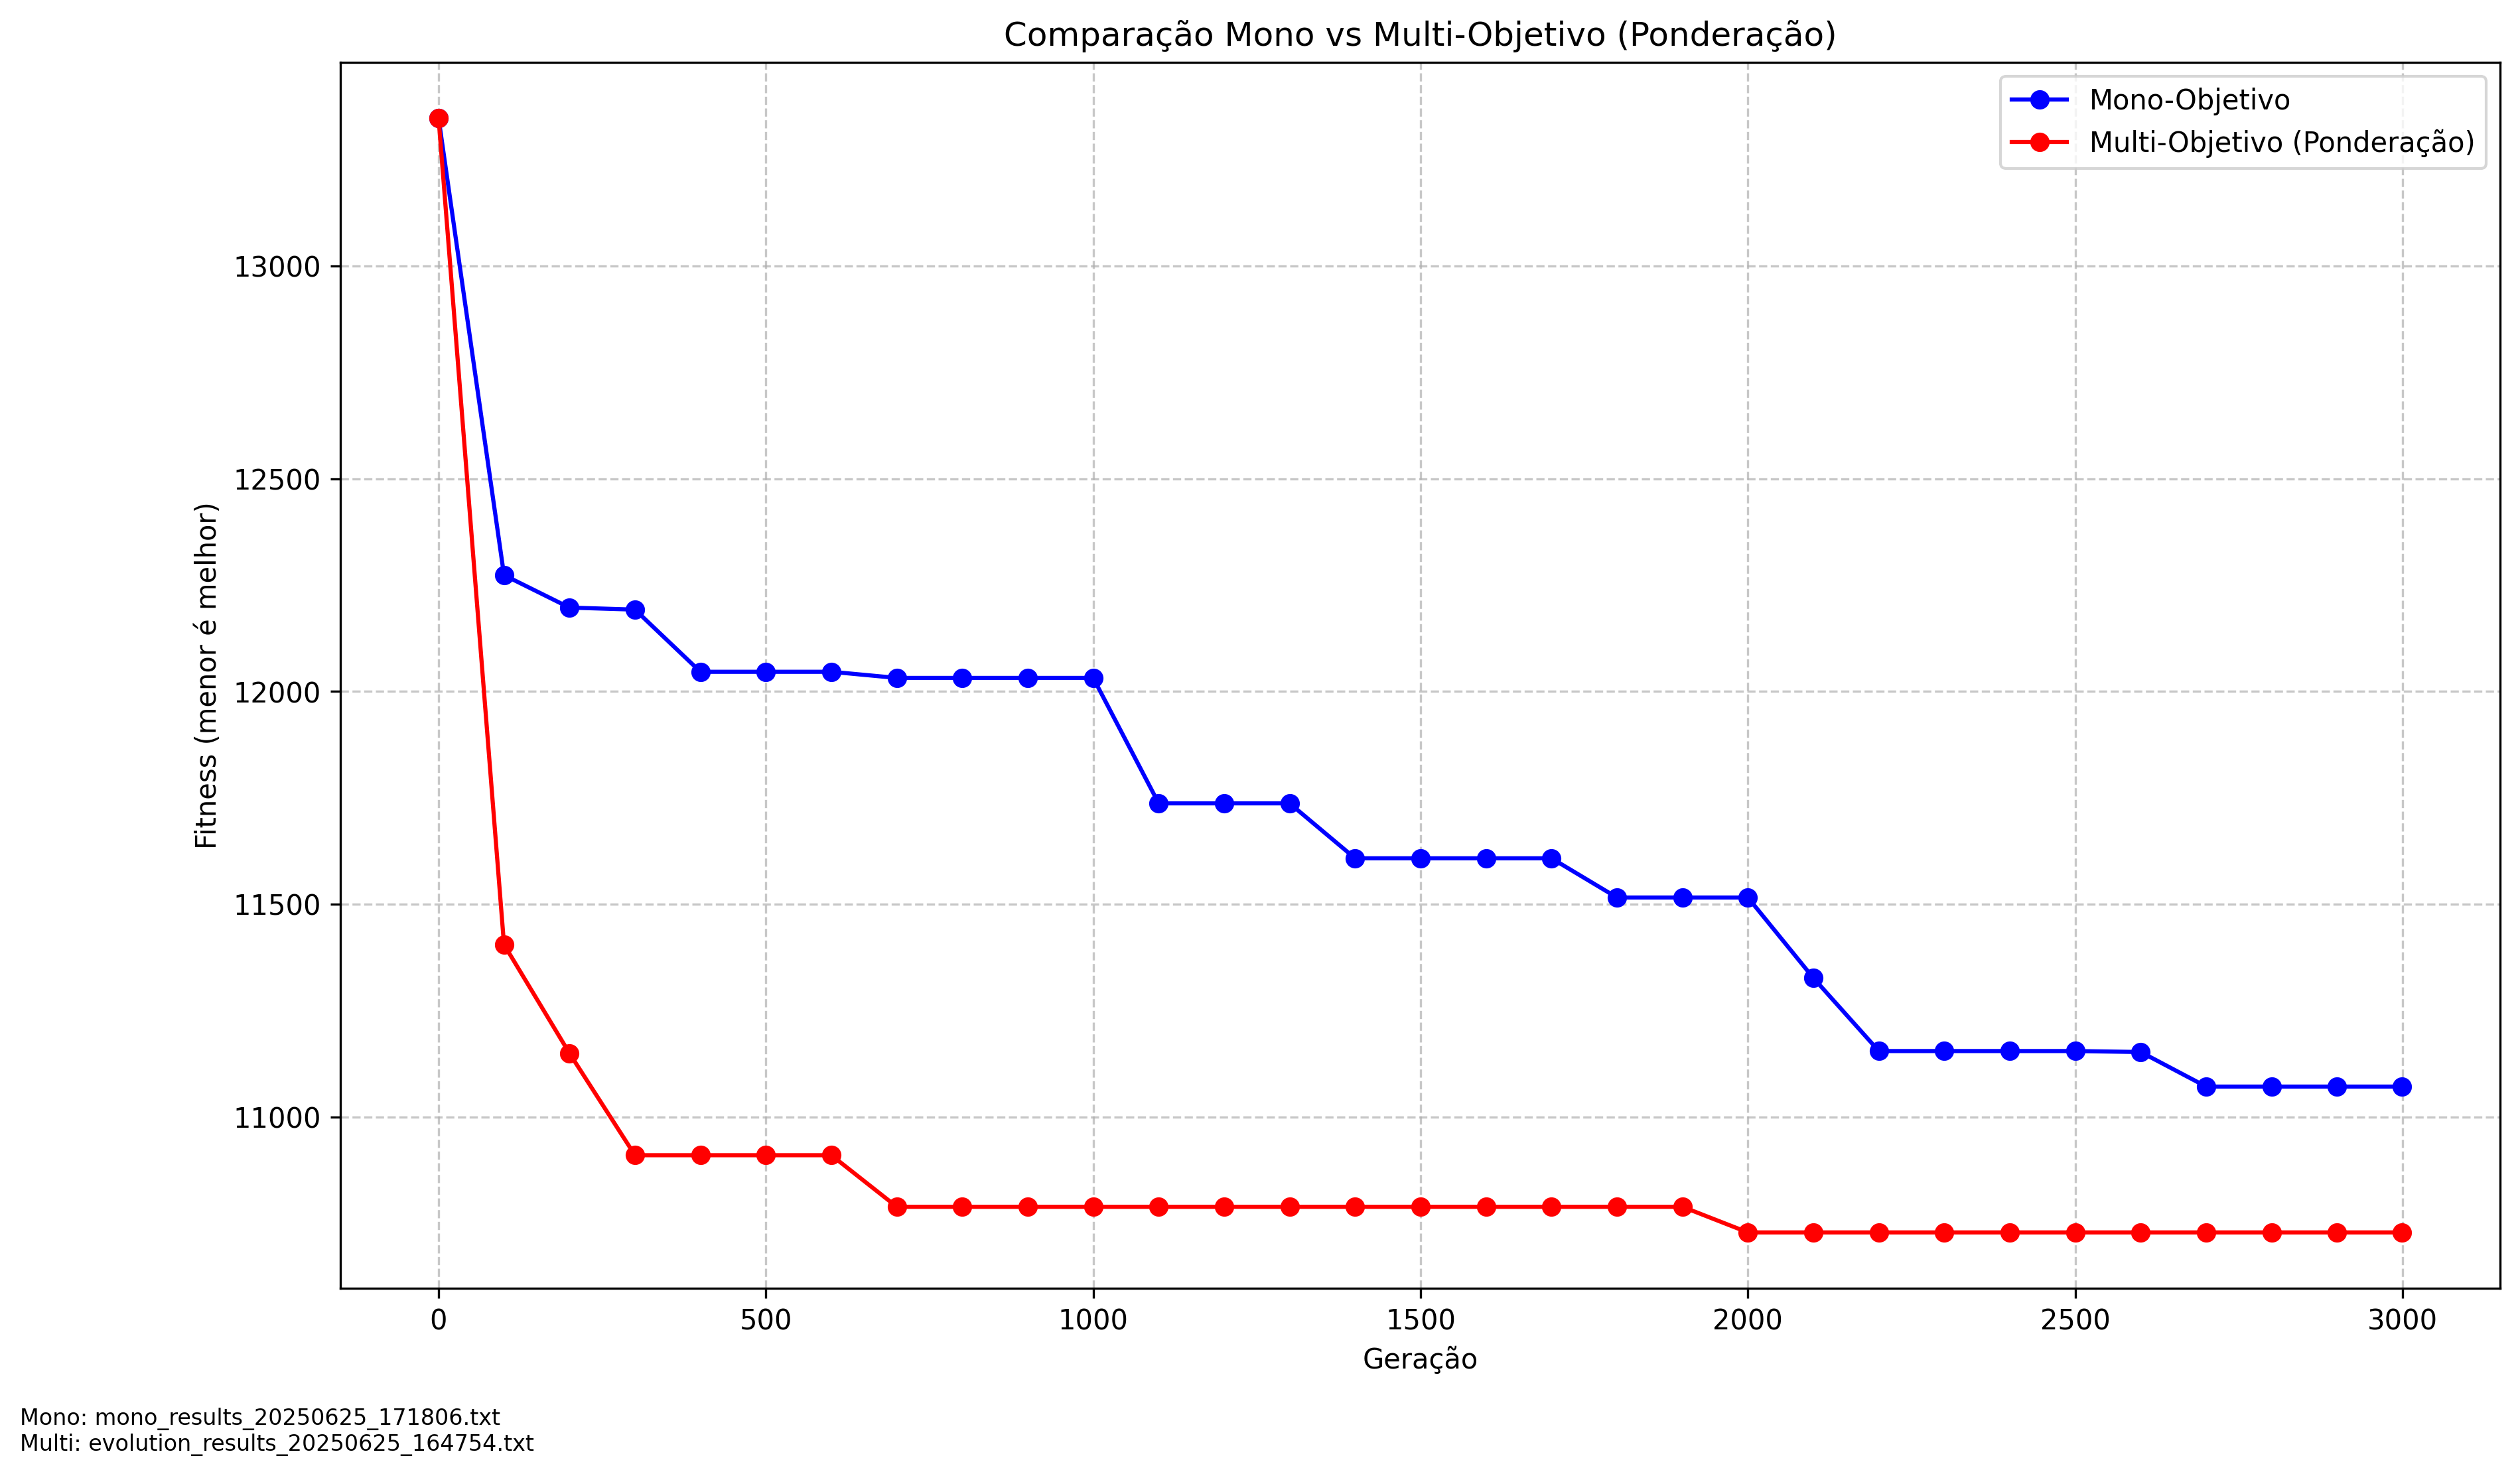 Comparação Mono vs Multi-Objetivo (Ponderação)
Mono-Objetivo
Multi-Objetivo (Ponderação)
Fitness (menor é melhor)
13000
12500
12000
11500
11000
0
500
1000
1500
2000
2500
3000
Geração
Mono: mono_results_20250625_171806.txt
Multi: evolution_results_20250625_164754.txt